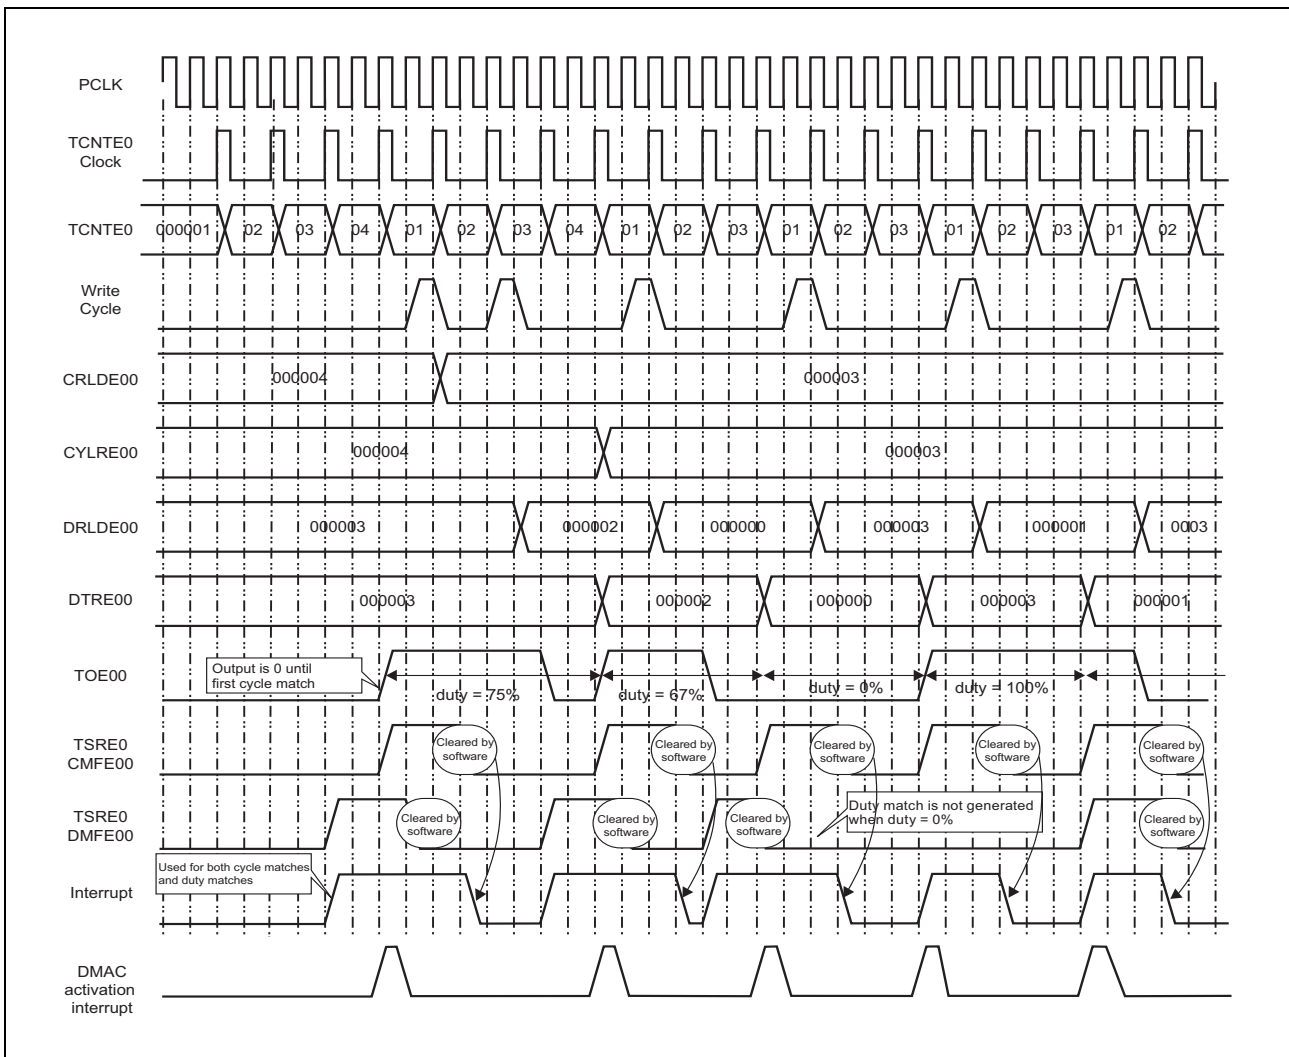 PCLK
TCNTE0
Clock
TCNTE0
000001 02 03 04 01 02 03 04 01 02 03 01 02 03 01 02 03 01 02
Write
Cycle
CRLDE00
000004 000003
CYLRE00
000004 000003
DRLDE00
000003 000002 000000 000003 000001 0003
DTRE00
000003 000002 000000 000003 000001
TOE00
Output is 0 until
first cycle match
duty = 75% duty = 67% duty = 0% duty = 100%
TSRE0
CMFE00
Cleared by
software
Cleared by
software
Cleared by
software
Cleared by
software
Cleared by
software
TSRE0
DMFE00
Cleared by
software
Cleared by
software
Cleared by
software
Duty match is not generated
when duty = 0%
Cleared by
software
Interrupt
Used for both cycle matches
and duty matches
DMAC
activation
interrupt